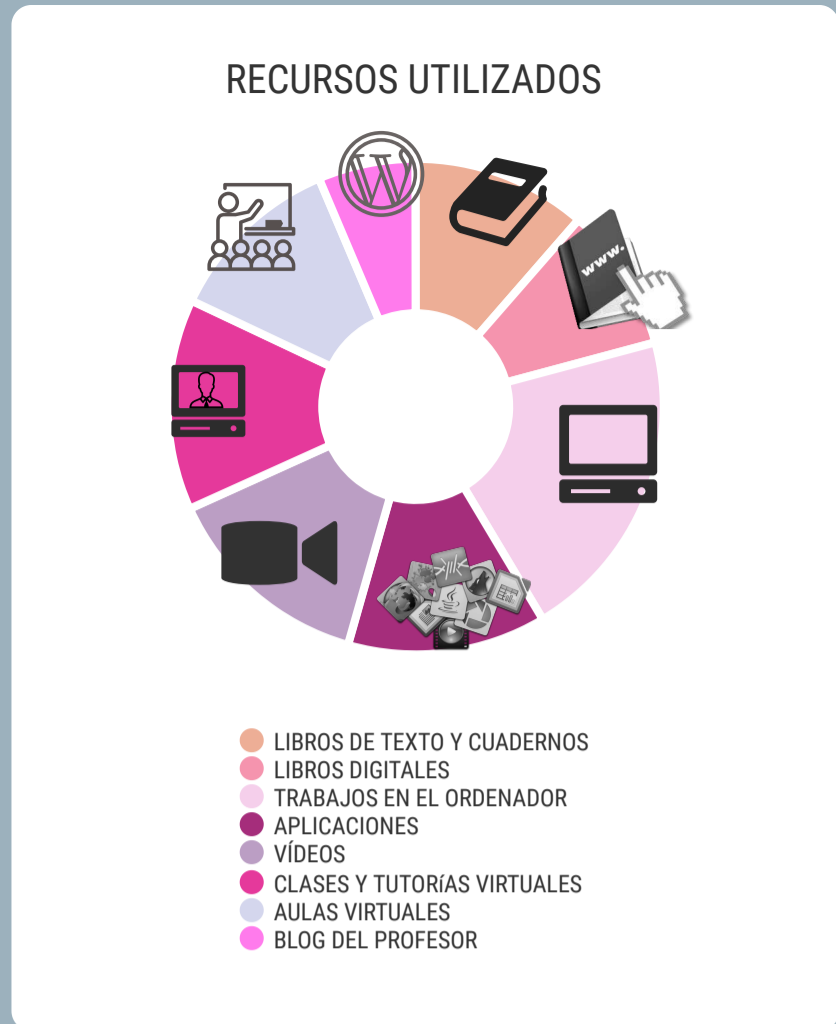 RECURSOS UTILIZADOS
W
www.
LIBROS DE TEXTO Y CUADERNOS
LIBROS DIGITALES
TRABAJOS EN EL ORDENADOR
APLICACIONES
VÍDEOS
CLASES Y TUTORíAS VIRTUALES
AULAS VIRTUALES
BLOG DEL PROFESOR